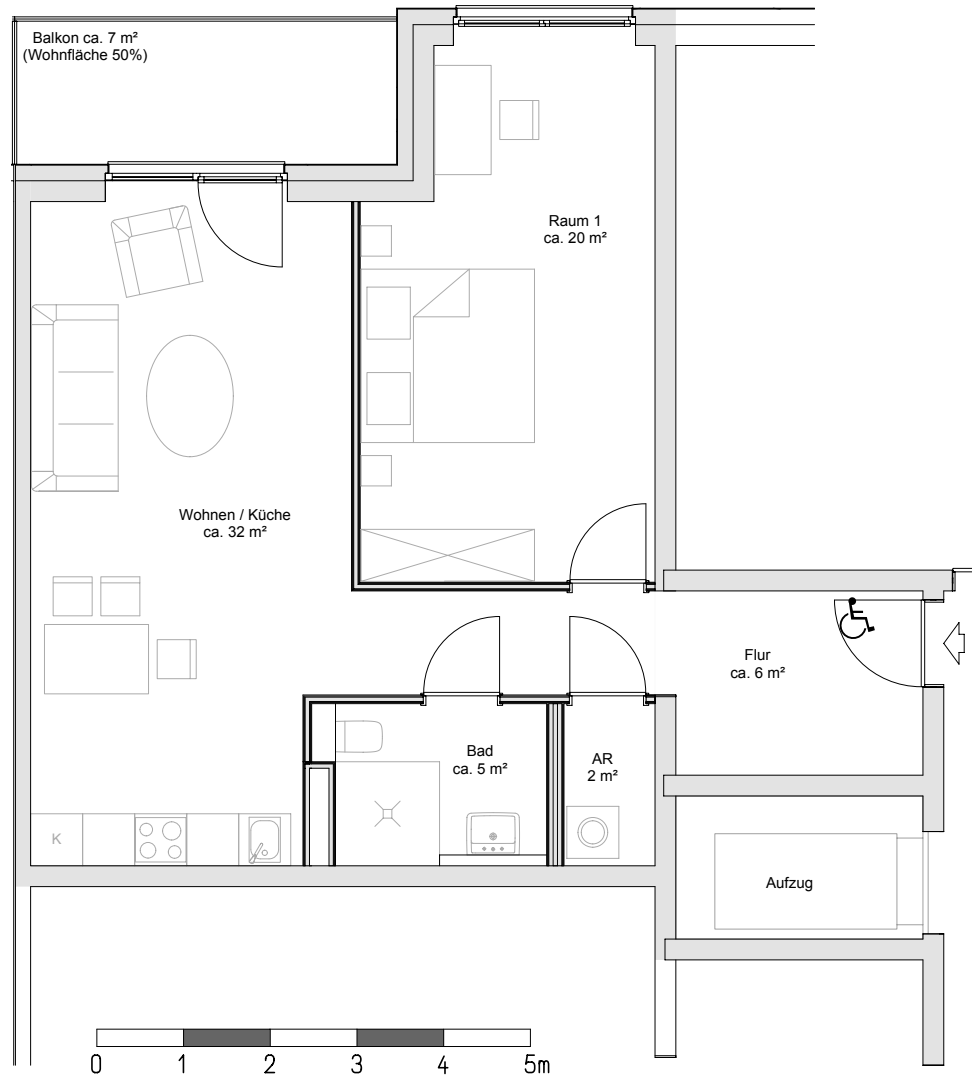 Balkon ca. 7 m²
(Wohnfläche 50%)
Raum 1
ca. 20 m²
Wohnen / Küche
ca. 32 m²
Flur
ca. 6 m²
Bad
ca. 5 m²
AR
2 m²
K
Aufzug
0 1 2 3 4 5m